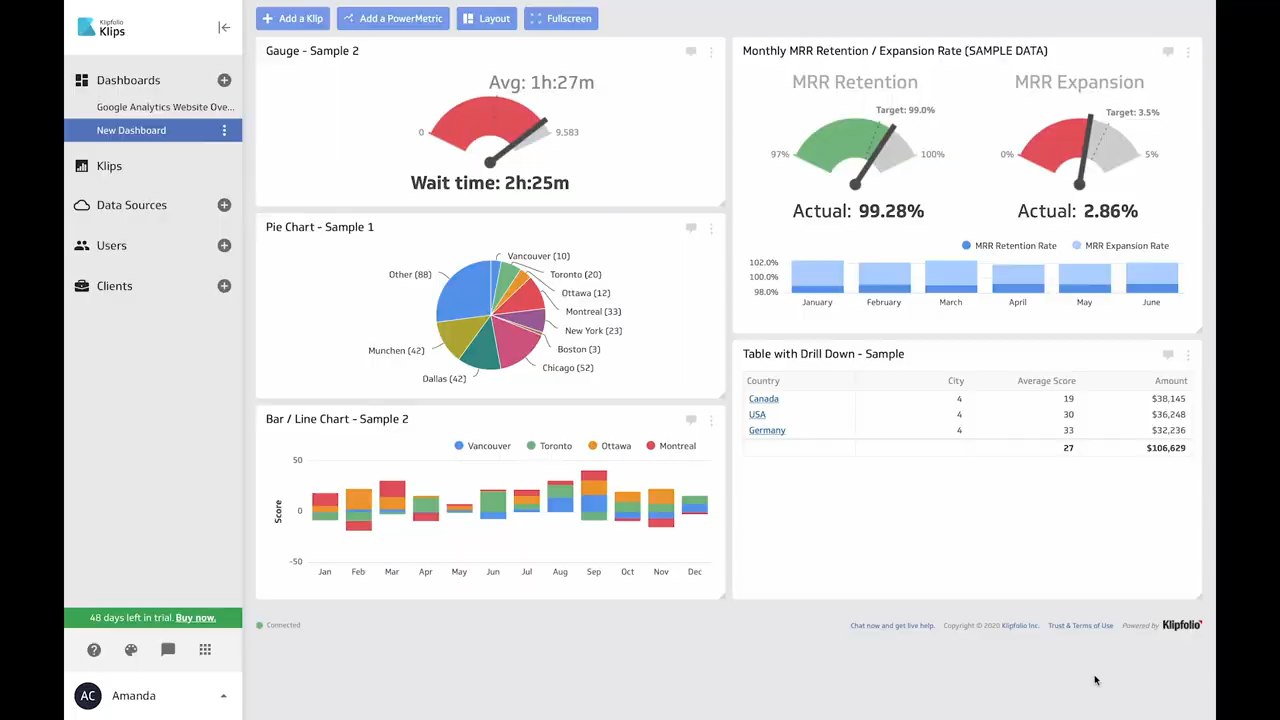 Klipfolio
Klips
Dashboards
Google Analytics Website Ove...
New Dashboard
Klips
Data Sources
Users
Clients
48 days left in trial. Buy now.
AC
Amanda
Add a Klip
Add a PowerMetric
Layout
Fullscreen
Gauge - Sample 2
Avg: 1h:27m
0
9,583
Wait time: 2h:25m
Pie Chart - Sample 1
Vancouver (10)
Other (88)
Toronto (20)
Ottawa (12)
Montreal (33)
New York (23)
Munchen (42)
Boston (3)
Chicago (52)
Dallas (42)
Bar / Line Chart - Sample 2
Vancouver Toronto Ottawa Montreal
50
0
-50
Score
Jan Feb Mar Apr May Jun Jul Aug Sep Oct Nov Dec
Monthly MRR Retention / Expansion Rate (SAMPLE DATA)
MRR Retention
Target: 99.0%
97%
100%
Actual: 99.28%
MRR Expansion
Target: 3.5%
0%
5%
Actual: 2.86%
MRR Retention Rate MRR Expansion Rate
102.0%
100.0%
98.0%
January February March April May June
Table with Drill Down - Sample
Country City Average Score Amount
Canada 4 19 $38,145
USA 4 30 $36,248
Germany 4 33 $32,236
27 $106,629
Connected
Chat now and get live help. Copyright © 2020 Klipfolio Inc. Trust & Terms of Use Powered by Klipfolio